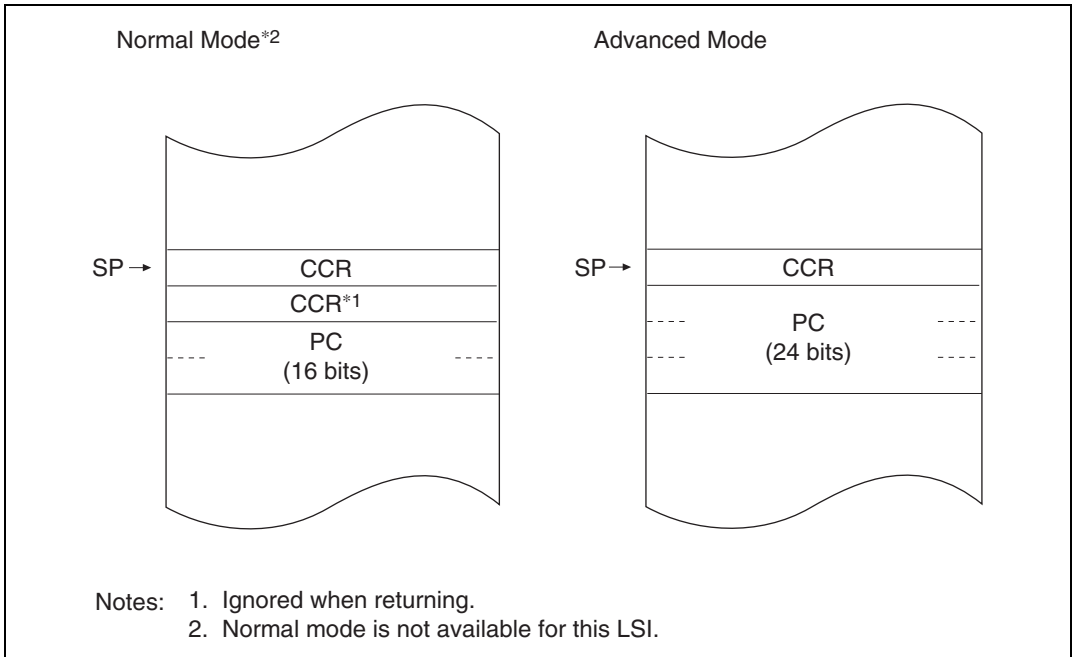 Normal Mode*2
Advanced Mode
SP
CCR
CCR*1
PC
(16 bits)
SP
CCR
PC
(24 bits)
Notes: 1. Ignored when returning.
2. Normal mode is not available for this LSI.